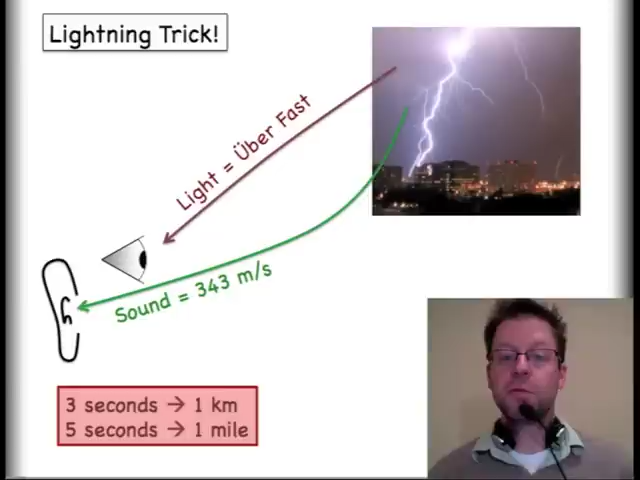 Lightning Trick!
Light = Über Fast
Sound = 343 m/s
3 seconds → 1 km
5 seconds → 1 mile